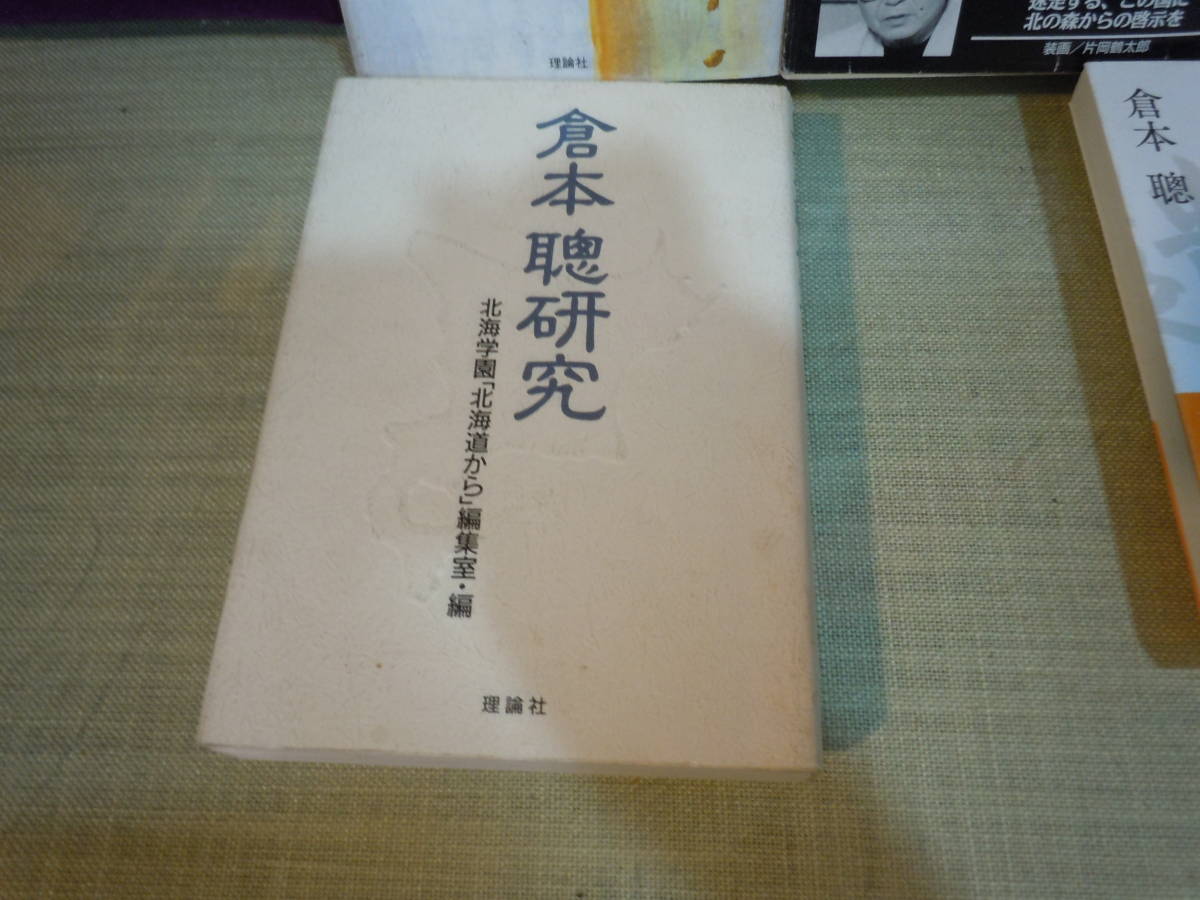 理論社
迷走する、この国に
北の森からの啓示を
装画／片岡鶴太郎
倉本 聰
倉本 聰研究
北海学園「北海道から」編集室・編
理論社